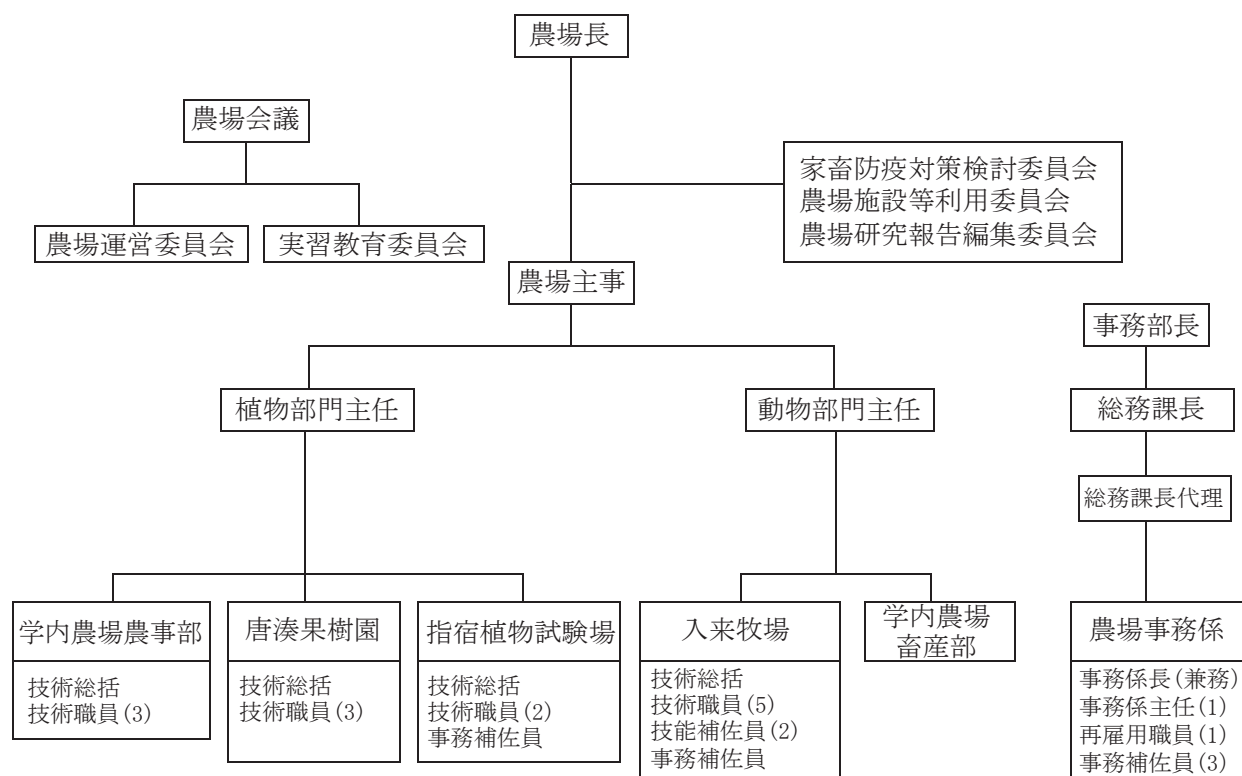 農場長
農場会議
農場運営委員会
実習教育委員会
家畜防疫対策検討委員会
農場施設等利用委員会
農場研究報告編集委員会
農場主事
植物部門主任
動物部門主任
事務部長
総務課長
総務課長代理
学内農場農事部
技術総括
技術職員(3)
唐湊果樹園
技術総括
技術職員(3)
指宿植物試験場
技術総括
技術職員(2)
事務補佐員
入来牧場
技術総括
技術職員(5)
技能補佐員(2)
事務補佐員
学内農場
畜産部
農場事務係
事務係長(兼務)
事務係主任(1)
再雇用職員(1)
事務補佐員(3)